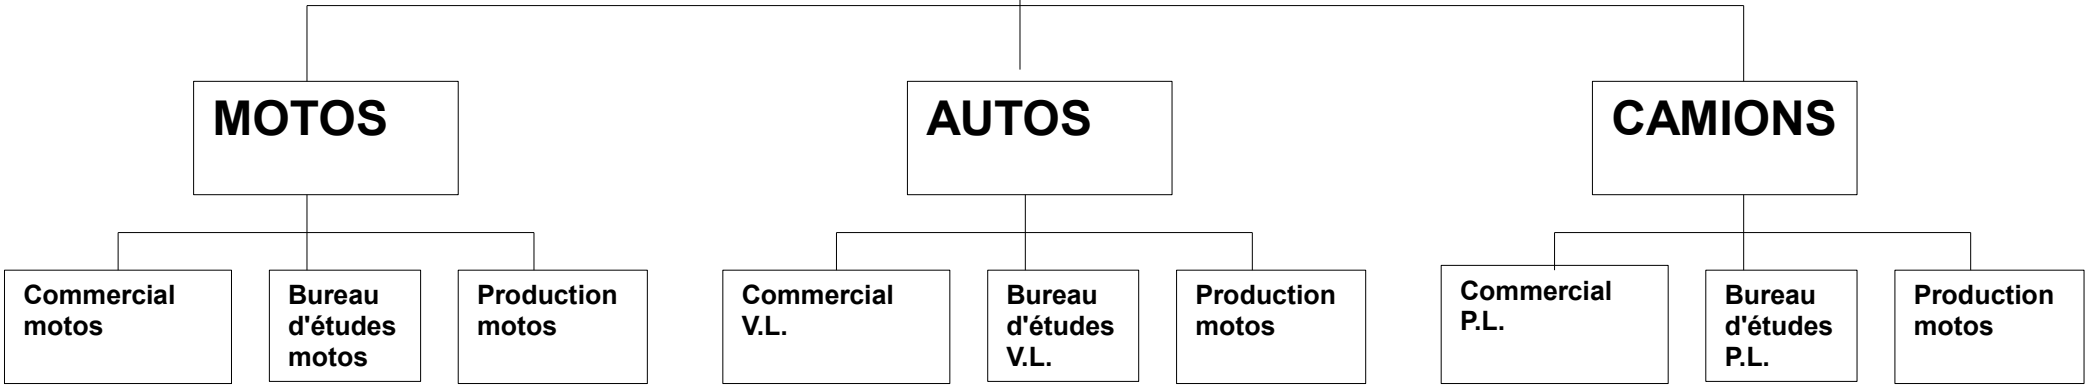 MOTOS
AUTOS
CAMIONS
Commercial
motos
Bureau
d'études
motos
Production
motos
Commercial
V.L.
Bureau
d'études
V.L.
Production
motos
Commercial
P.L.
Bureau
d'études
P.L.
Production
motos